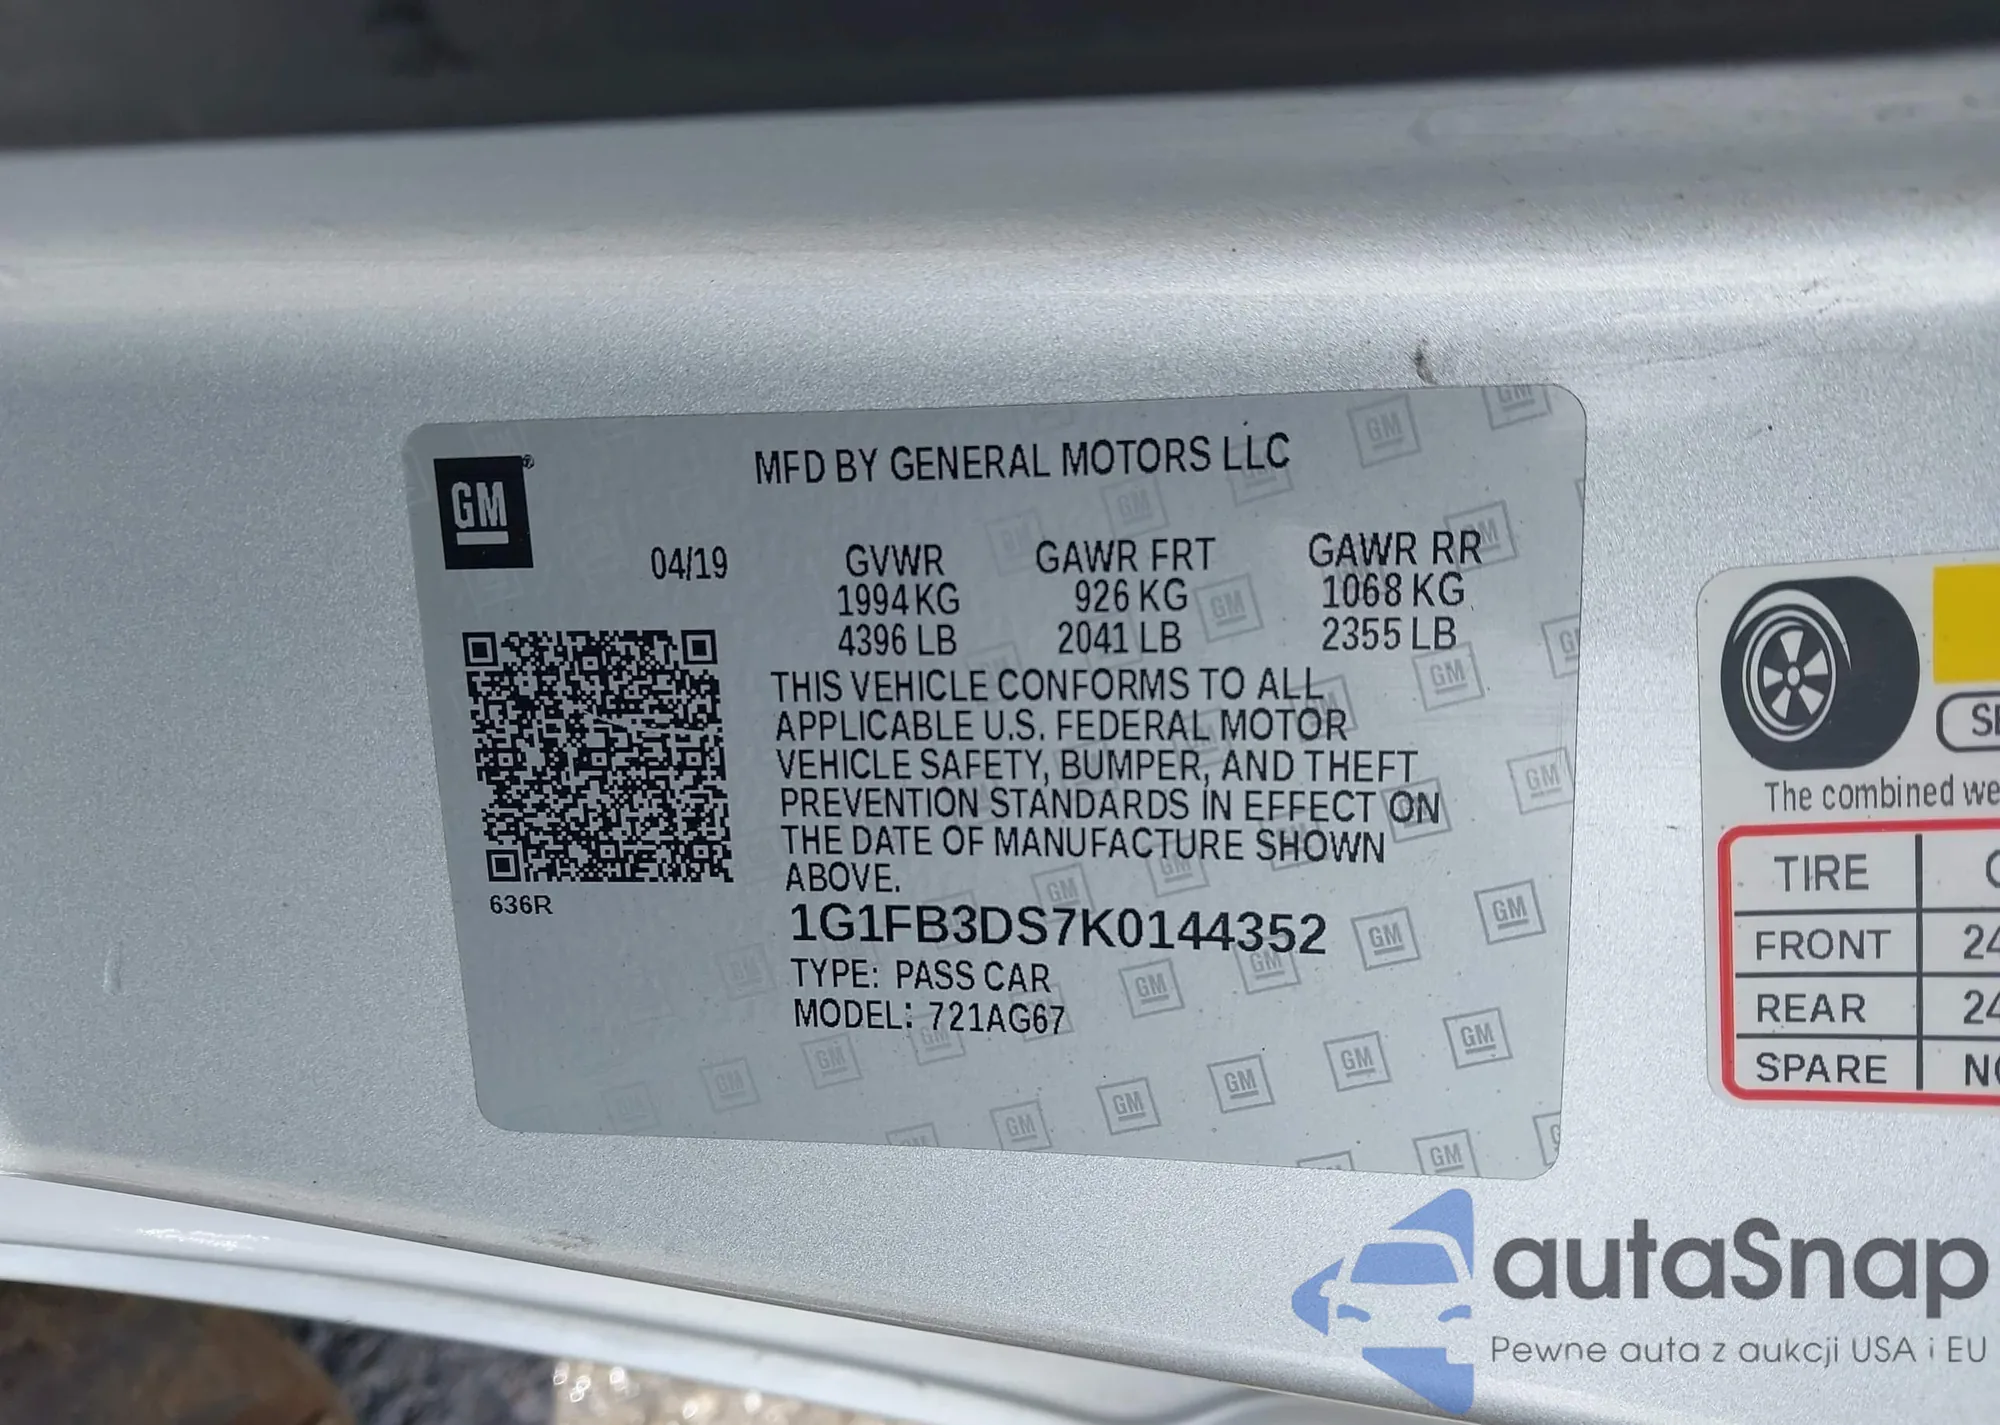 MFD BY GENERAL MOTORS LLC
GM
04/19
GVWR GAWR FRT GAWR RR
1994 KG 926 KG 1068 KG
4396 LB 2041 LB 2355 LB
THIS VEHICLE CONFORMS TO ALL
APPLICABLE U.S. FEDERAL MOTOR
VEHICLE SAFETY, BUMPER, AND THEFT
PREVENTION STANDARDS IN EFFECT ON
THE DATE OF MANUFACTURE SHOWN
ABOVE.
636R
1G1FB3DS7K0144352
TYPE: PASS CAR
MODEL: 721AG67
The combined
TIRE
FRONT 24
REAR 24
SPARE
autaSnap
Pewne auta z aukcji USA i EU